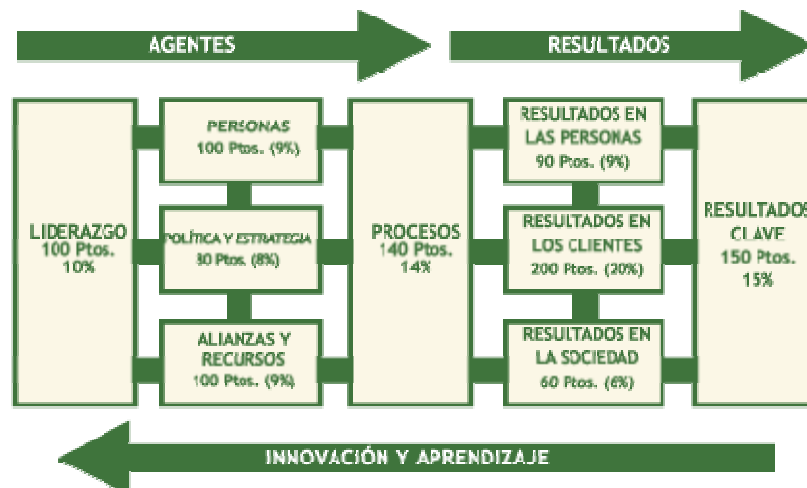 AGENTES
RESULTADOS
LIDERAZGO
100 Ptos.
10%
PERSONAS
100 Ptos. (9%)
POLÍTICA Y ESTRATEGIA
80 Ptos. (8%)
ALIANZAS Y
RECURSOS
100 Ptos. (9%)
PROCESOS
140 Ptos.
14%
RESULTADOS EN
LAS PERSONAS
90 Ptos. (9%)
RESULTADOS EN
LOS CLIENTES
200 Ptos. (20%)
RESULTADOS EN
LA SOCIEDAD
60 Ptos. (6%)
RESULTADOS
CLAVE
150 Ptos.
15%
INNOVACIÓN Y APRENDIZAJE